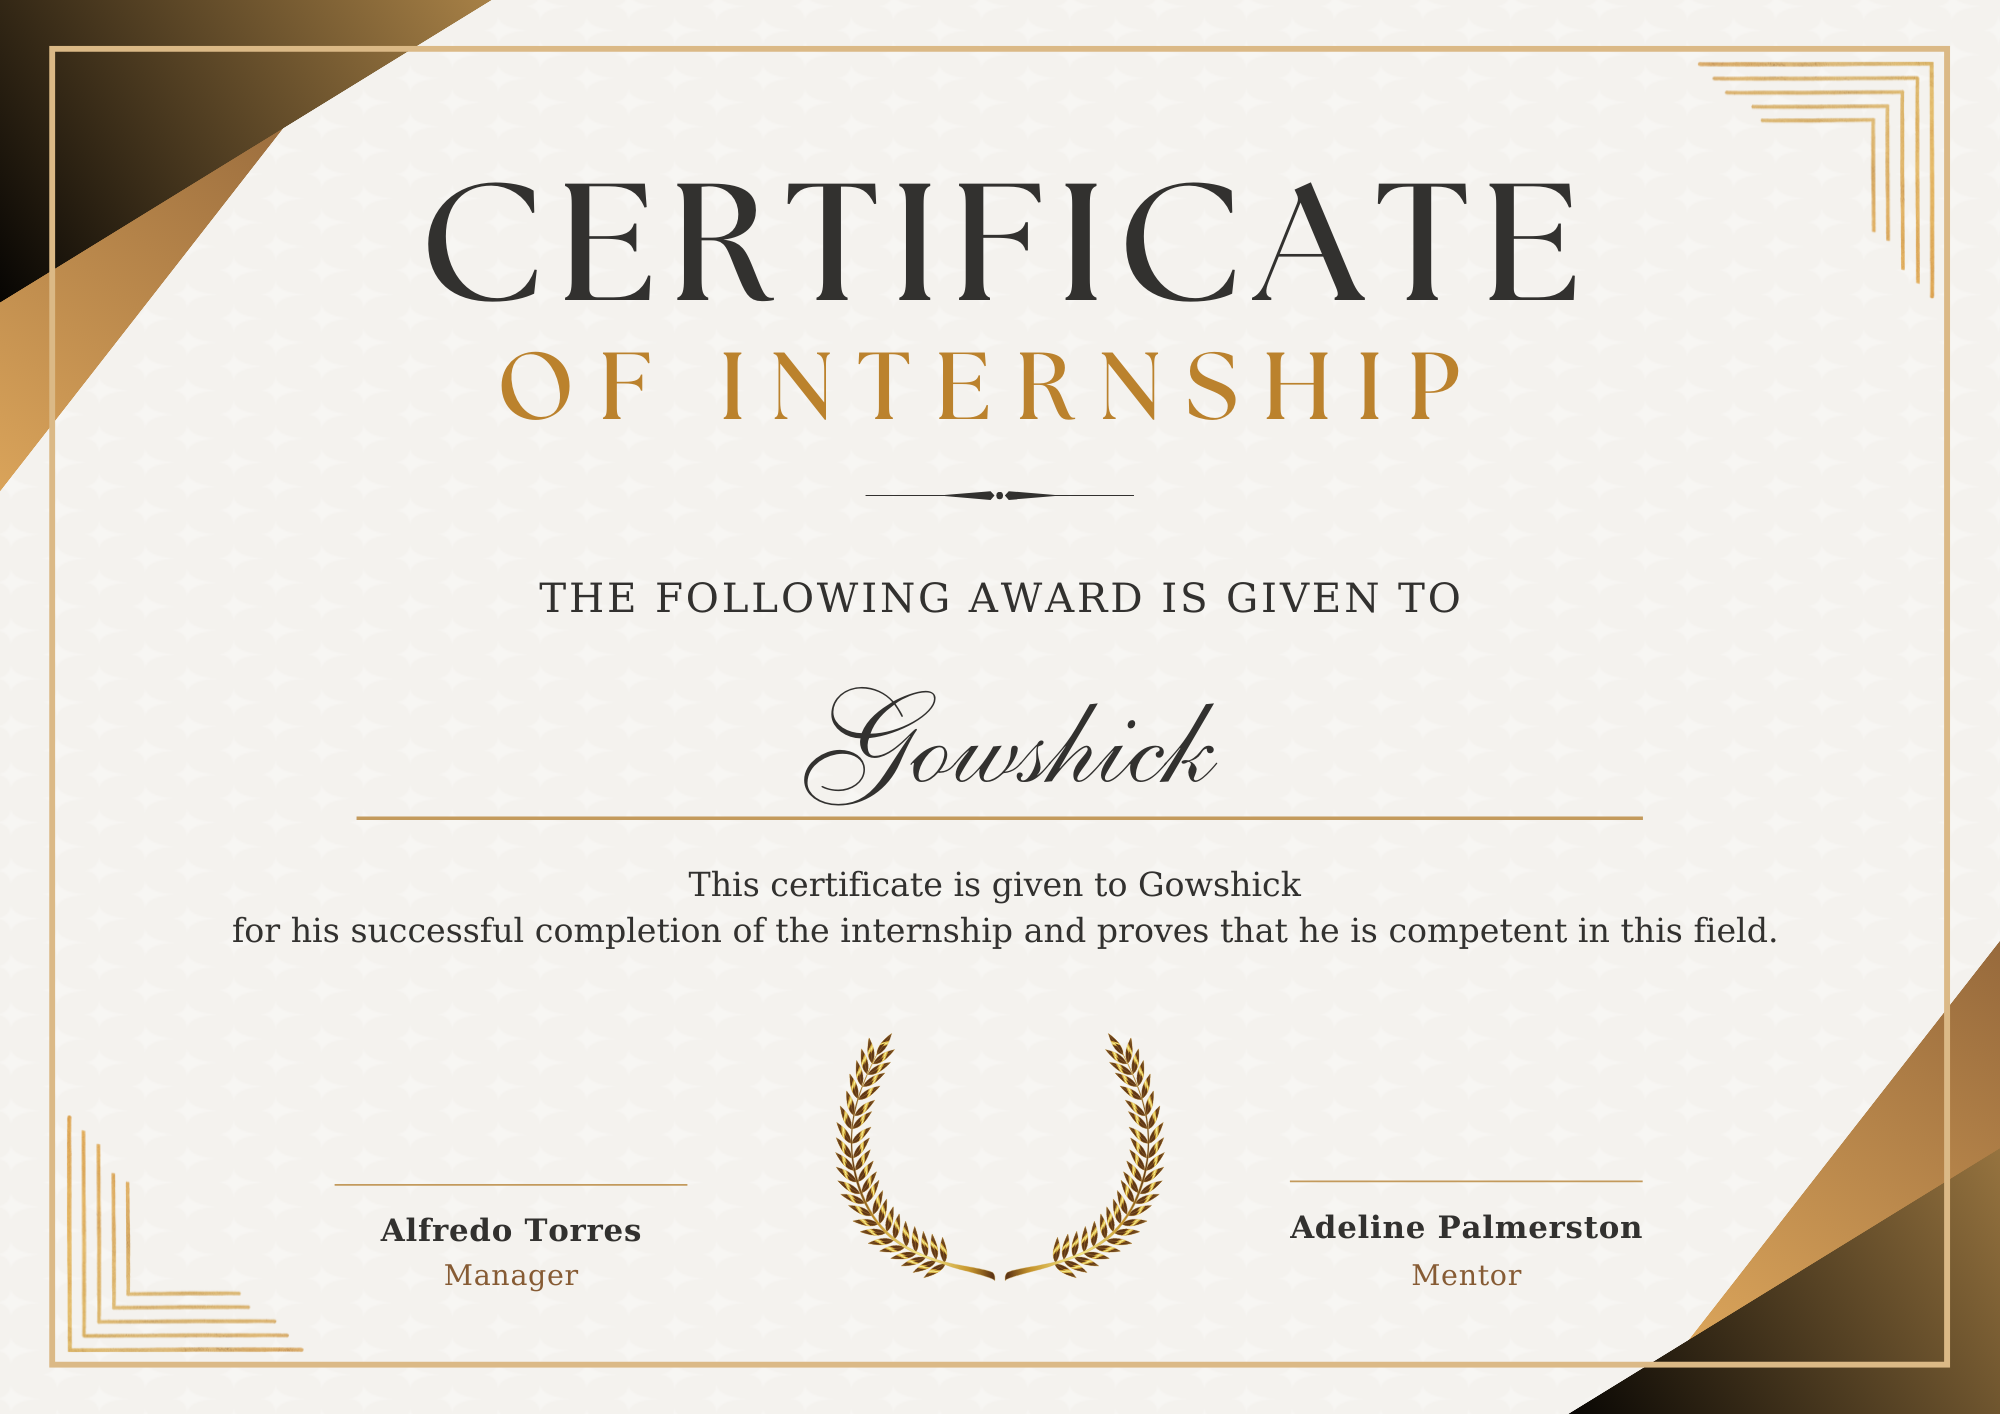 CERTIFICATE
OF INTERNSHIP
THE FOLLOWING AWARD IS GIVEN TO
Gowshick
This certificate is given to Gowshick
for his successful completion of the internship and proves that he is competent in this field.
Alfredo Torres
Manager
Adeline Palmerston
Mentor